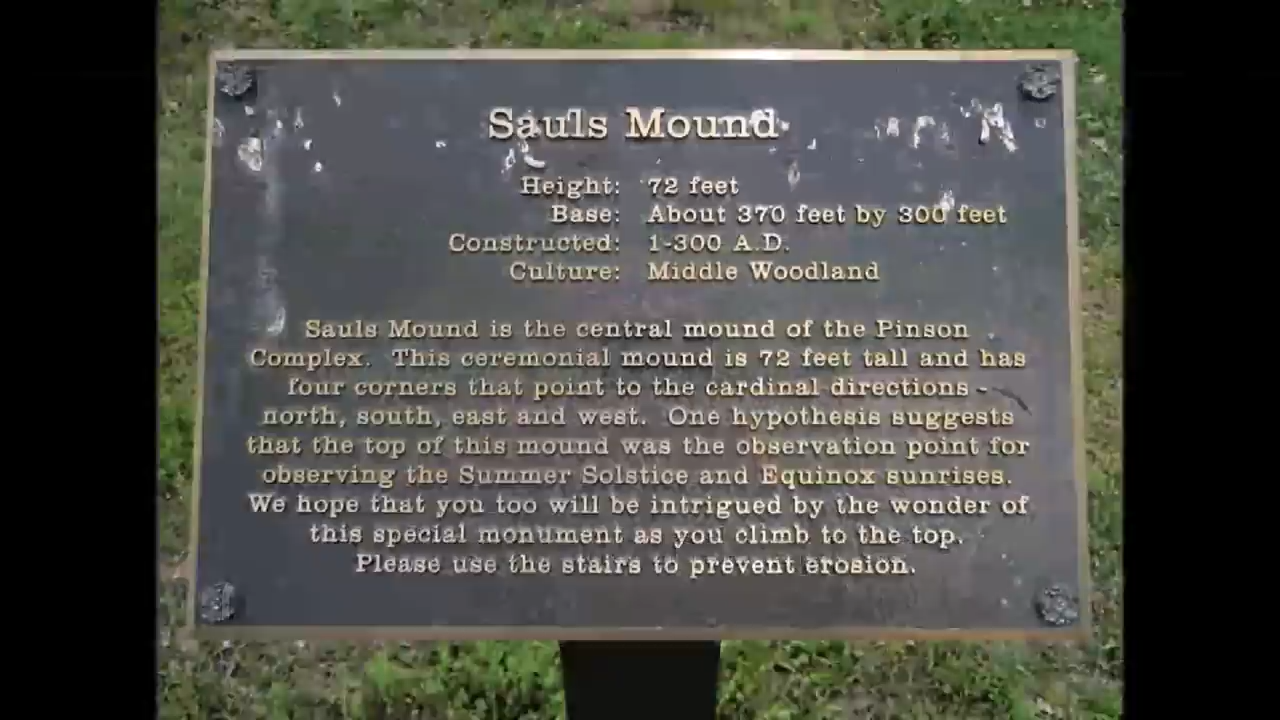 Sauls Mound
Height: 72 feet
Base: About 370 feet by 300 feet
Constructed: 1-300 A.D.
Culture: Middle Woodland
Sauls Mound is the central mound of the Pinson
Complex. This ceremonial mound is 72 feet tall and has
four corners that point to the cardinal directions -
north, south, east and west. One hypothesis suggests
that the top of this mound was the observation point for
observing the Summer Solstice and Equinox sunrises.
We hope that you too will be intrigued by the wonder of
this special monument as you climb to the top.
Please use the stairs to prevent erosion.